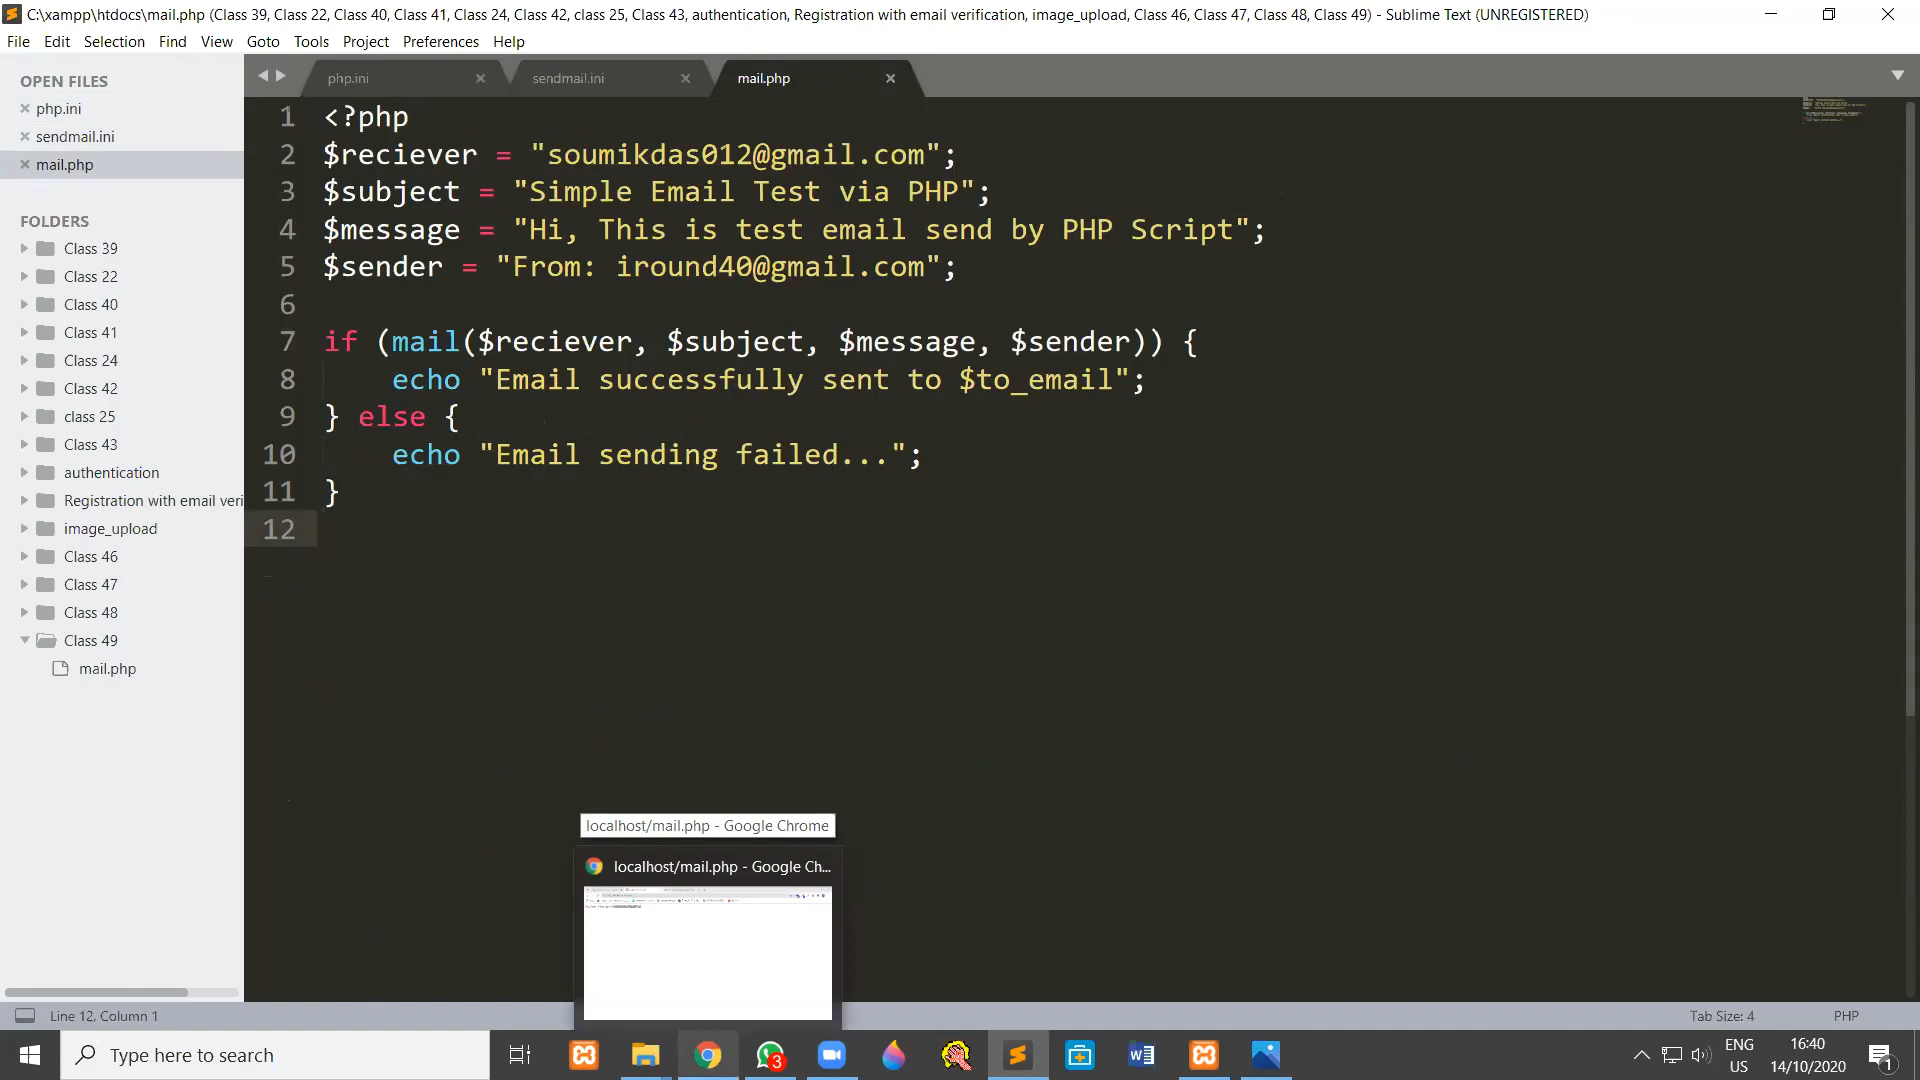 C:\xampp\htdocs\mail.php (Class 39, Class 22, Class 40, Class 41, Class 24, Class 42, class 25, Class 43, authentication, Registration with email verification, image_upload, Class 46, Class 47, Class 48, Class 49) - Sublime Text (UNREGISTERED)
File Edit Selection Find View Goto Tools Project Preferences Help
OPEN FILES
php.ini
sendmail.ini
mail.php
FOLDERS
Class 39
Class 22
Class 40
Class 41
Class 24
Class 42
class 25
Class 43
authentication
Registration with email veri
image_upload
Class 46
Class 47
Class 48
Class 49
mail.php
php.ini sendmail.ini mail.php
1 <?php
2 $reciever = "soumikdas012@gmail.com";
3 $subject = "Simple Email Test via PHP";
4 $message = "Hi, This is test email send by PHP Script";
5 $sender = "From: iround40@gmail.com";
6
7 if (mail($reciever, $subject, $message, $sender)) {
8 echo "Email successfully sent to $to_email";
9 } else {
10 echo "Email sending failed...";
11 }
12
localhost/mail.php - Google Chrome
localhost/mail.php - Google Ch...
Line 12, Column 1 Tab Size: 4 PHP
Type here to search
3
ENG
US
16:40
14/10/2020
1